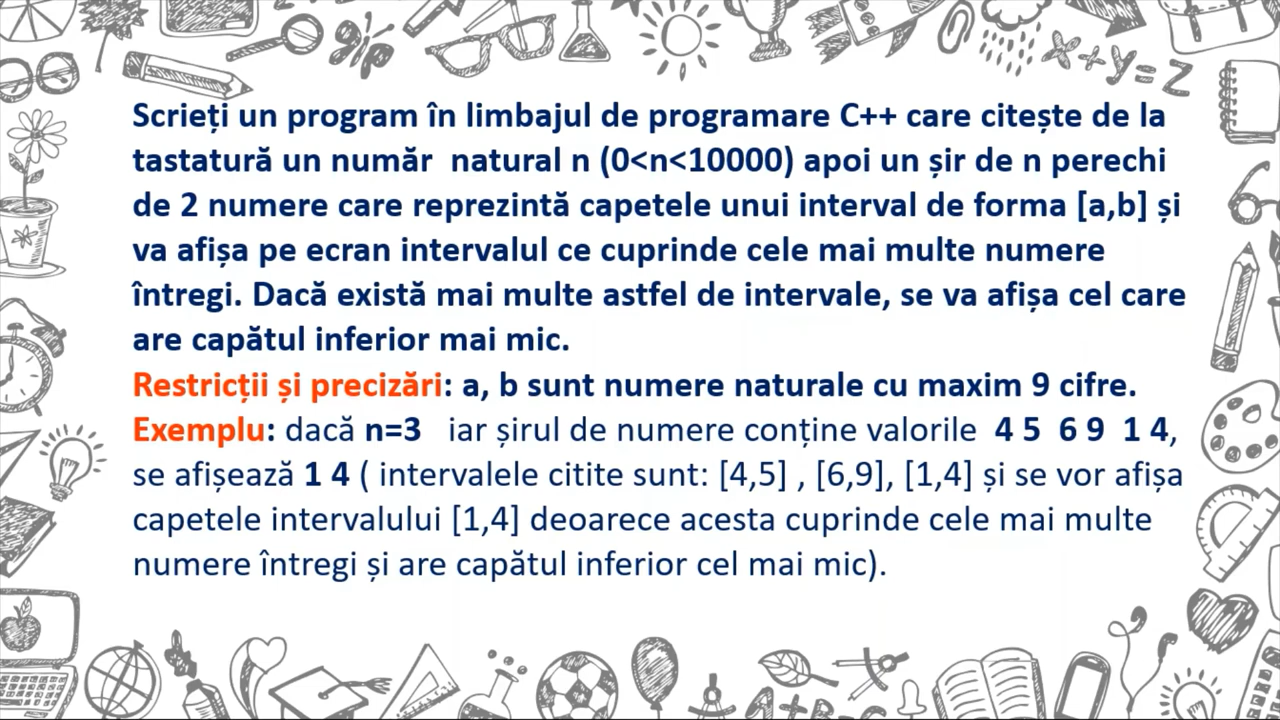 Scrieți un program în limbajul de programare C++ care citește de la
tastatură un număr natural n (0<n<10000) apoi un șir de n perechi
de 2 numere care reprezintă capetele unui interval de forma [a,b] și
va afișa pe ecran intervalul ce cuprinde cele mai multe numere
întregi. Dacă există mai multe astfel de intervale, se va afișa cel care
are capătul inferior mai mic.
Restricții și precizări: a, b sunt numere naturale cu maxim 9 cifre.
Exemplu: dacă n=3 iar șirul de numere conține valorile 4 5 6 9 1 4,
se afișează 1 4 ( intervalele citite sunt: [4,5] , [6,9], [1,4] și se vor afișa
capetele intervalului [1,4] deoarece acesta cuprinde cele mai multe
numere întregi și are capătul inferior cel mai mic).
x+y=z